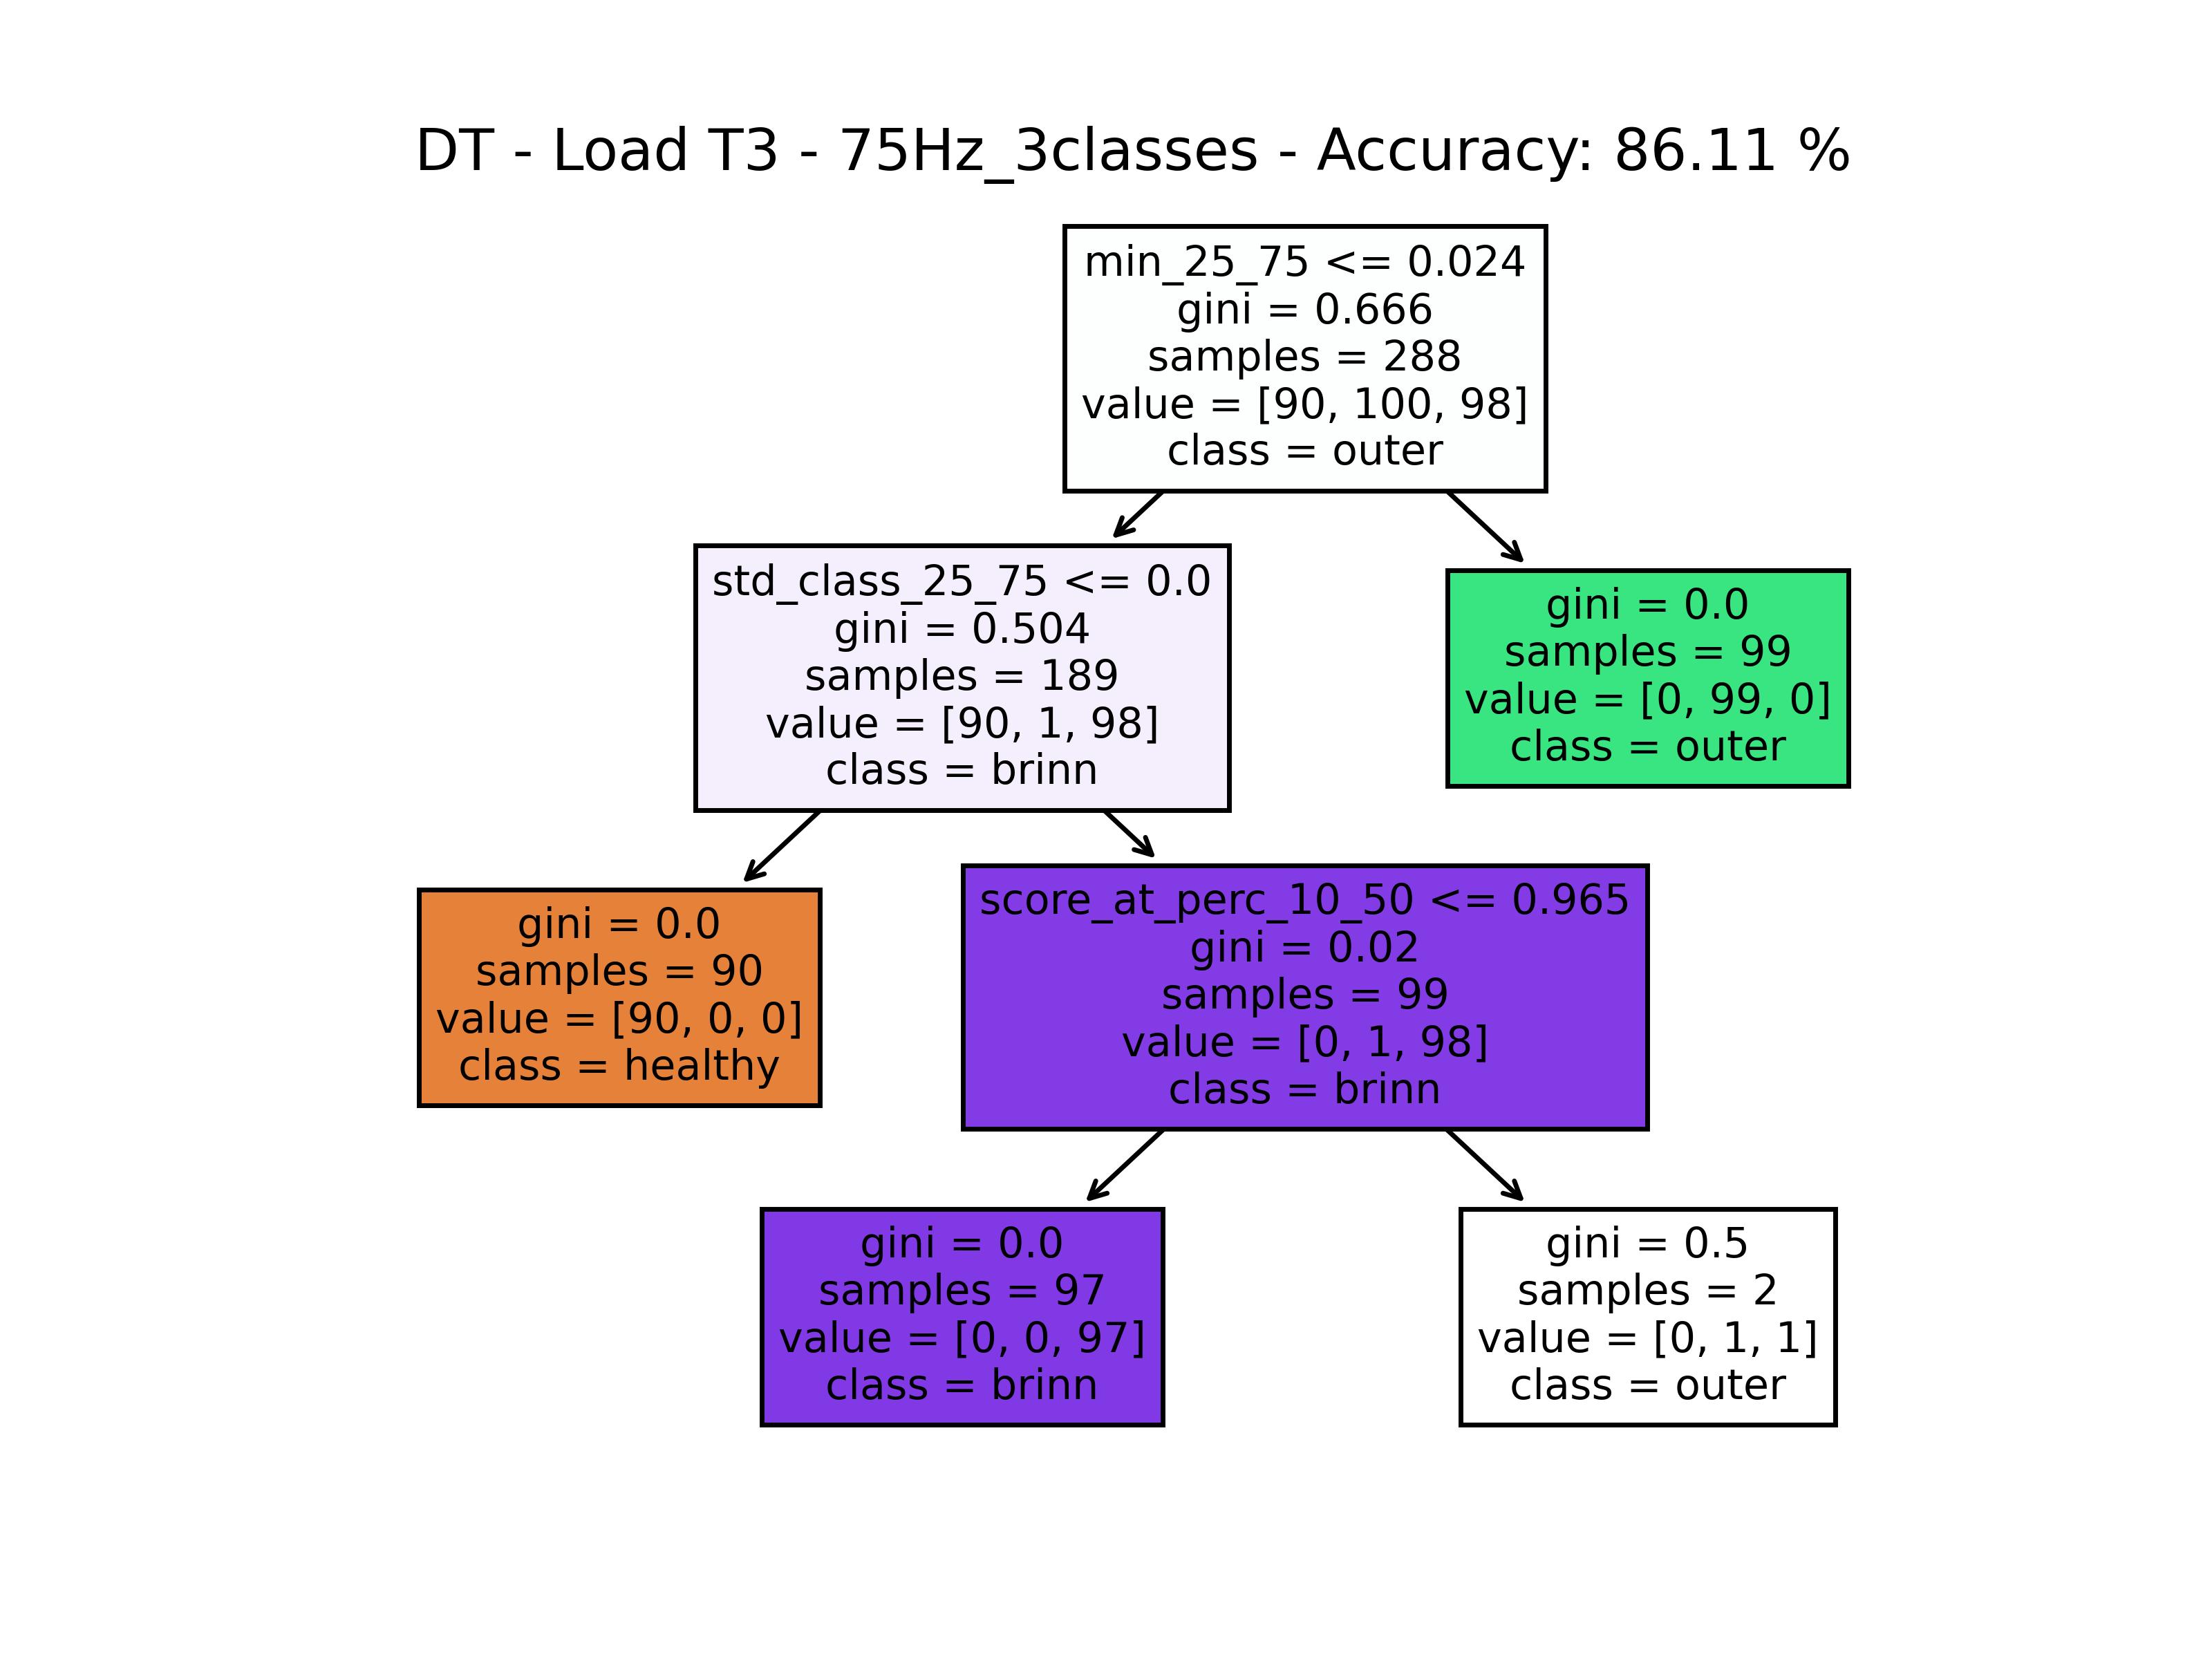 DT - Load T3 - 75Hz_3classes - Accuracy: 86.11 %
min_25_75 <= 0.024
gini = 0.666
samples = 288
value = [90, 100, 98]
class = outer
std_class_25_75 <= 0.0
gini = 0.504
samples = 189
value = [90, 1, 98]
class = brinn
gini = 0.0
samples = 99
value = [0, 99, 0]
class = outer
gini = 0.0
samples = 90
value = [90, 0, 0]
class = healthy
score_at_perc_10_50 <= 0.965
gini = 0.02
samples = 99
value = [0, 1, 98]
class = brinn
gini = 0.0
samples = 97
value = [0, 0, 97]
class = brinn
gini = 0.5
samples = 2
value = [0, 1, 1]
class = outer